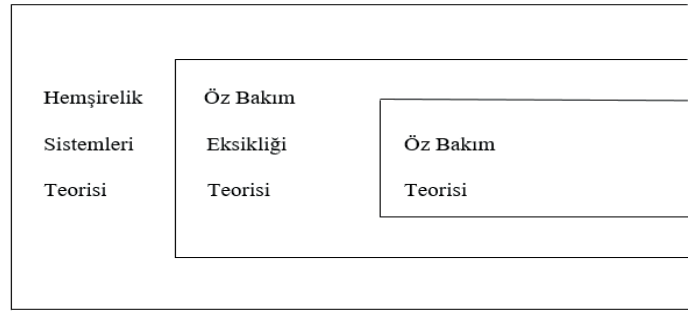 Hemşirelik
Sistemleri
Teorisi
Öz Bakım
Eksikliği
Teorisi
Öz Bakım
Teorisi